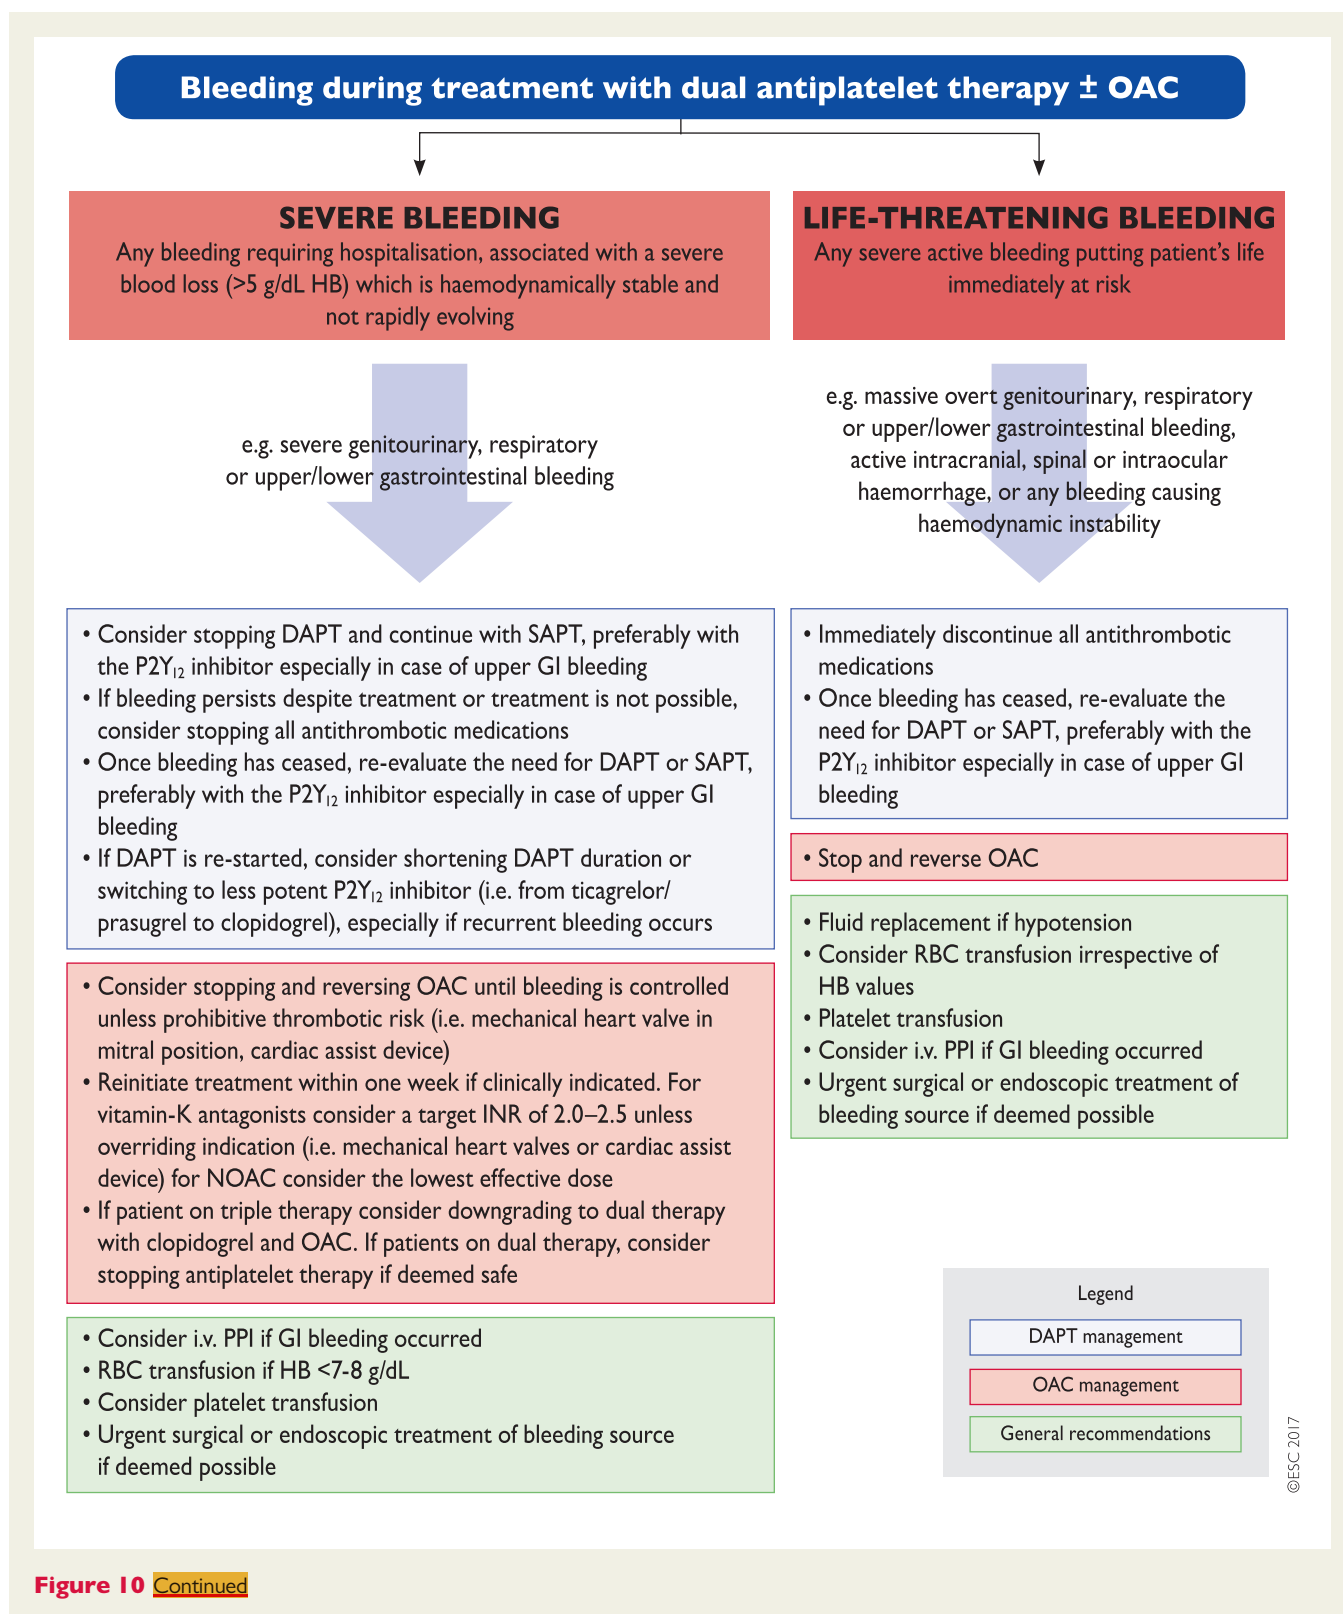 Bleeding during treatment with dual antiplatelet therapy ± OAC
SEVERE BLEEDING
Any bleeding requiring hospitalisation, associated with a severe
blood loss (>5 g/dL HB) which is haemodynamically stable and
not rapidly evolving
e.g. severe genitourinary, respiratory
or upper/lower gastrointestinal bleeding
• Consider stopping DAPT and continue with SAPT, preferably with
the P2Y₁₂ inhibitor especially in case of upper GI bleeding
• If bleeding persists despite treatment or treatment is not possible,
consider stopping all antithrombotic medications
• Once bleeding has ceased, re-evaluate the need for DAPT or SAPT,
preferably with the P2Y₁₂ inhibitor especially in case of upper GI
bleeding
• If DAPT is re-started, consider shortening DAPT duration or
switching to less potent P2Y₁₂ inhibitor (i.e. from ticagrelor/
prasugrel to clopidogrel), especially if recurrent bleeding occurs
• Consider stopping and reversing OAC until bleeding is controlled
unless prohibitive thrombotic risk (i.e. mechanical heart valve in
mitral position, cardiac assist device)
• Reinitiate treatment within one week if clinically indicated. For
vitamin-K antagonists consider a target INR of 2.0–2.5 unless
overriding indication (i.e. mechanical heart valves or cardiac assist
device) for NOAC consider the lowest effective dose
• If patient on triple therapy consider downgrading to dual therapy
with clopidogrel and OAC. If patients on dual therapy, consider
stopping antiplatelet therapy if deemed safe
• Consider i.v. PPI if GI bleeding occurred
• RBC transfusion if HB <7-8 g/dL
• Consider platelet transfusion
• Urgent surgical or endoscopic treatment of bleeding source
if deemed possible
LIFE-THREATENING BLEEDING
Any severe active bleeding putting patient's life
immediately at risk
e.g. massive overt genitourinary, respiratory
or upper/lower gastrointestinal bleeding,
active intracranial, spinal or intraocular
haemorrhage, or any bleeding causing
haemodynamic instability
• Immediately discontinue all antithrombotic
medications
• Once bleeding has ceased, re-evaluate the
need for DAPT or SAPT, preferably with the
P2Y₁₂ inhibitor especially in case of upper GI
bleeding
• Stop and reverse OAC
• Fluid replacement if hypotension
• Consider RBC transfusion irrespective of
HB values
• Platelet transfusion
• Consider i.v. PPI if GI bleeding occurred
• Urgent surgical or endoscopic treatment of
bleeding source if deemed possible
Legend
DAPT management
OAC management
General recommendations
©ESC 2017
Figure 10 Continued